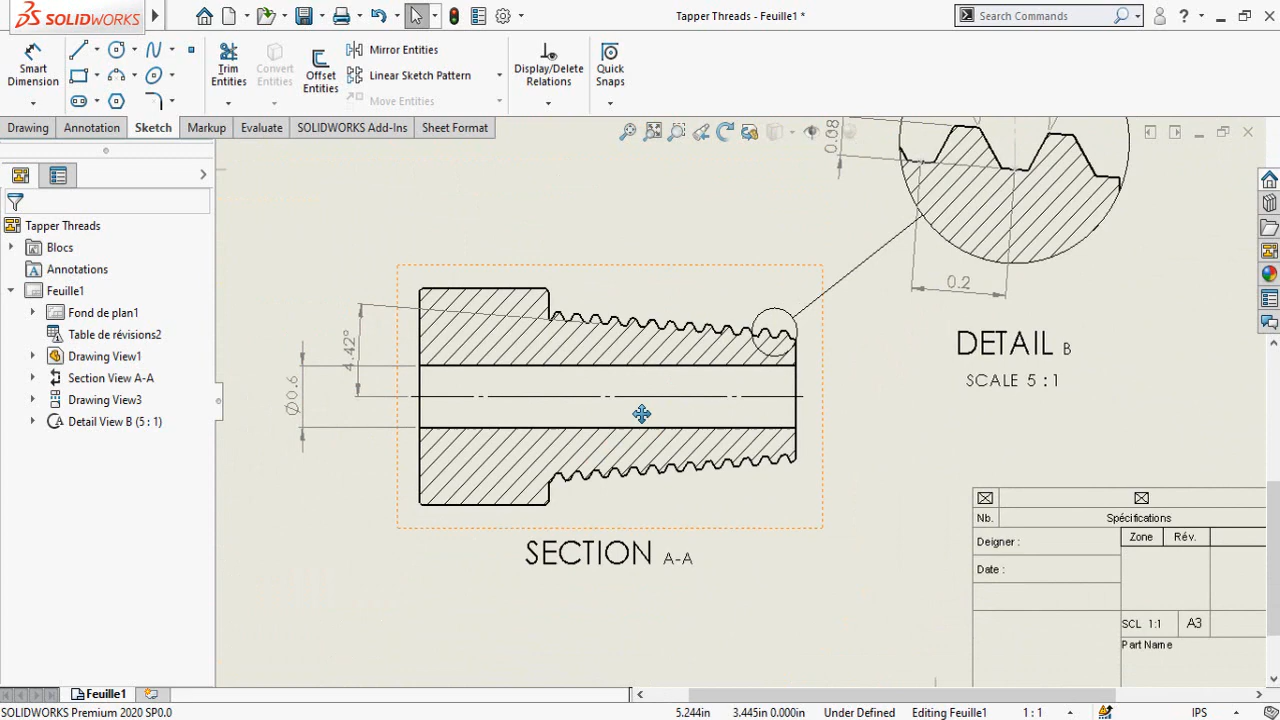 SOLIDWORKS
Tapper Threads - Feuille1 *
Search Commands
?
Smart Dimension
Trim Entities
Convert Entities
Offset Entities
Mirror Entities
Linear Sketch Pattern
Move Entities
Display/Delete Relations
Quick Snaps
Drawing
Annotation
Sketch
Markup
Evaluate
SOLIDWORKS Add-Ins
Sheet Format
Tapper Threads
Blocs
Annotations
Feuille1
Fond de plan1
Table de révisions2
Drawing View1
Section View A-A
Drawing View3
Detail View B (5 : 1)
0.08
0.2
DETAIL B
SCALE 5 : 1
4.42°
Ø0.6
SECTION A-A
Nb.
Spécifications
Deigner :
Zone
Rév.
Date :
SCL 1:1
A3
Part Name
Feuille1
SOLIDWORKS Premium 2020 SP0.0
5.244in
3.445in 0.000in
Under Defined
Editing Feuille1
1 : 1
IPS